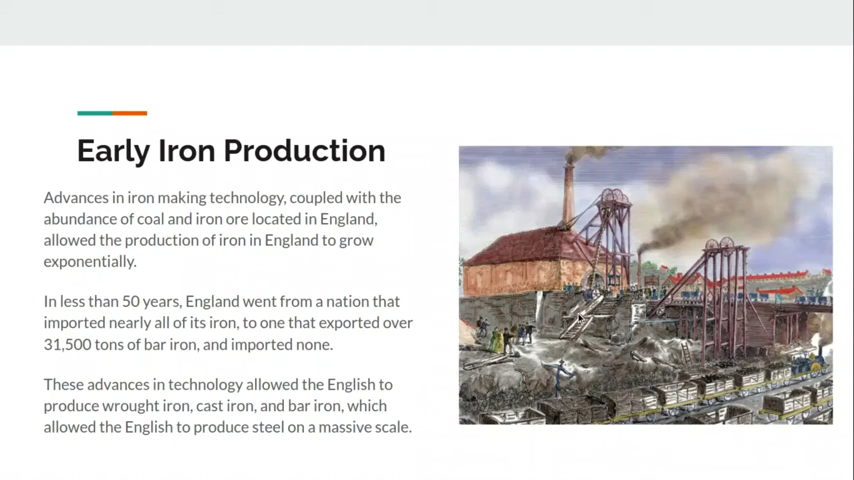 Early Iron Production
Advances in iron making technology, coupled with the
abundance of coal and iron ore located in England,
allowed the production of iron in England to grow
exponentially.
In less than 50 years, England went from a nation that
imported nearly all of its iron, to one that exported over
31,500 tons of bar iron, and imported none.
These advances in technology allowed the English to
produce wrought iron, cast iron, and bar iron, which
allowed the English to produce steel on a massive scale.